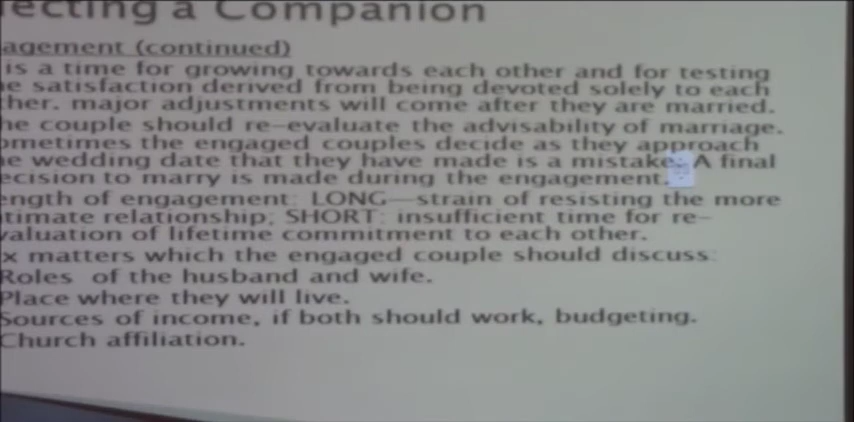 lecting a Companion
agement (continued)
is a time for growing towards each other and for testing
e satisfaction derived from being devoted solely to each
ther. major adjustments will come after they are married.
he couple should re-evaluate the advisability of marriage.
ometimes the engaged couples decide as they approach
e wedding date that they have made is a mistake. A final
ecision to marry is made during the engagement.
ength of engagement: LONG—strain of resisting the more
timate relationship; SHORT: insufficient time for re-
valuation of lifetime commitment to each other.
x matters which the engaged couple should discuss:
Roles of the husband and wife.
Place where they will live.
Sources of income, if both should work, budgeting.
Church affiliation.